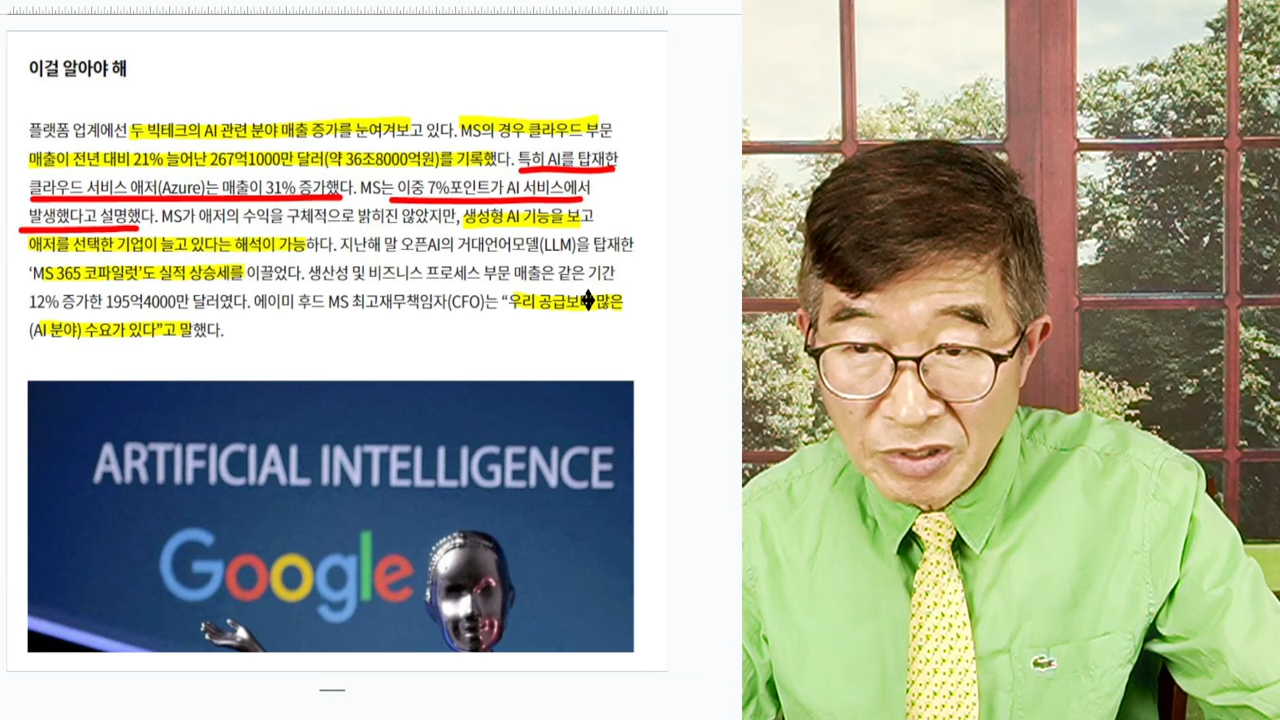 이걸 알아야 해
플랫폼 업계에선 두 빅테크의 AI 관련 분야 매출 증가를 눈여겨보고 있다. MS의 경우 클라우드 부문
매출이 전년 대비 21% 늘어난 267억1000만 달러(약 36조8000억원)를 기록했다. 특히 AI를 탑재한
클라우드 서비스 애저(Azure)는 매출이 31% 증가했다. MS는 이중 7%포인트가 AI 서비스에서
발생했다고 설명했다. MS가 애저의 수익을 구체적으로 밝히진 않았지만, 생성형 AI 기능을 보고
애저를 선택한 기업이 늘고 있다는 해석이 가능하다. 지난해 말 오픈AI의 거대언어모델(LLM)을 탑재한
‘MS 365 코파일럿’도 실적 상승세를 이끌었다. 생산성 및 비즈니스 프로세스 부문 매출은 같은 기간
12% 증가한 195억4000만 달러였다. 에이미 후드 MS 최고재무책임자(CFO)는 “우리 공급보다 많은
(AI 분야) 수요가 있다”고 말했다.
ARTIFICIAL INTELLIGENCE
Google